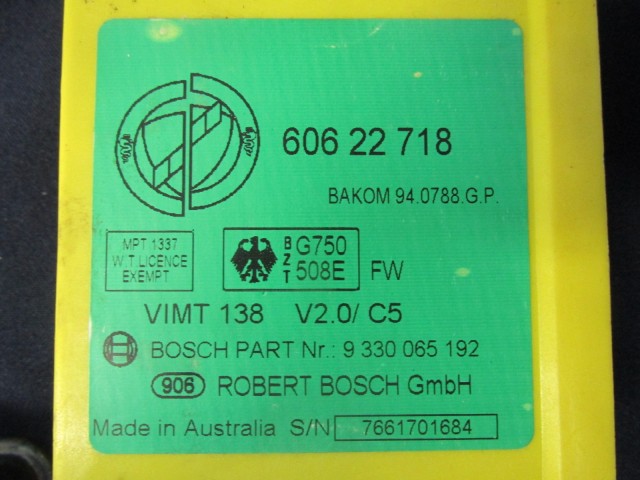 606 22 718
BAKOM 94.0788.G.P.
MPT 1337
W.T.LICENCE
EXEMPT
BZT
G750
508E
FW
VIMT 138 V2.0/ C5
BOSCH PART Nr.: 9 330 065 192
906 ROBERT BOSCH GmbH
Made in Australia S/N 7661701684